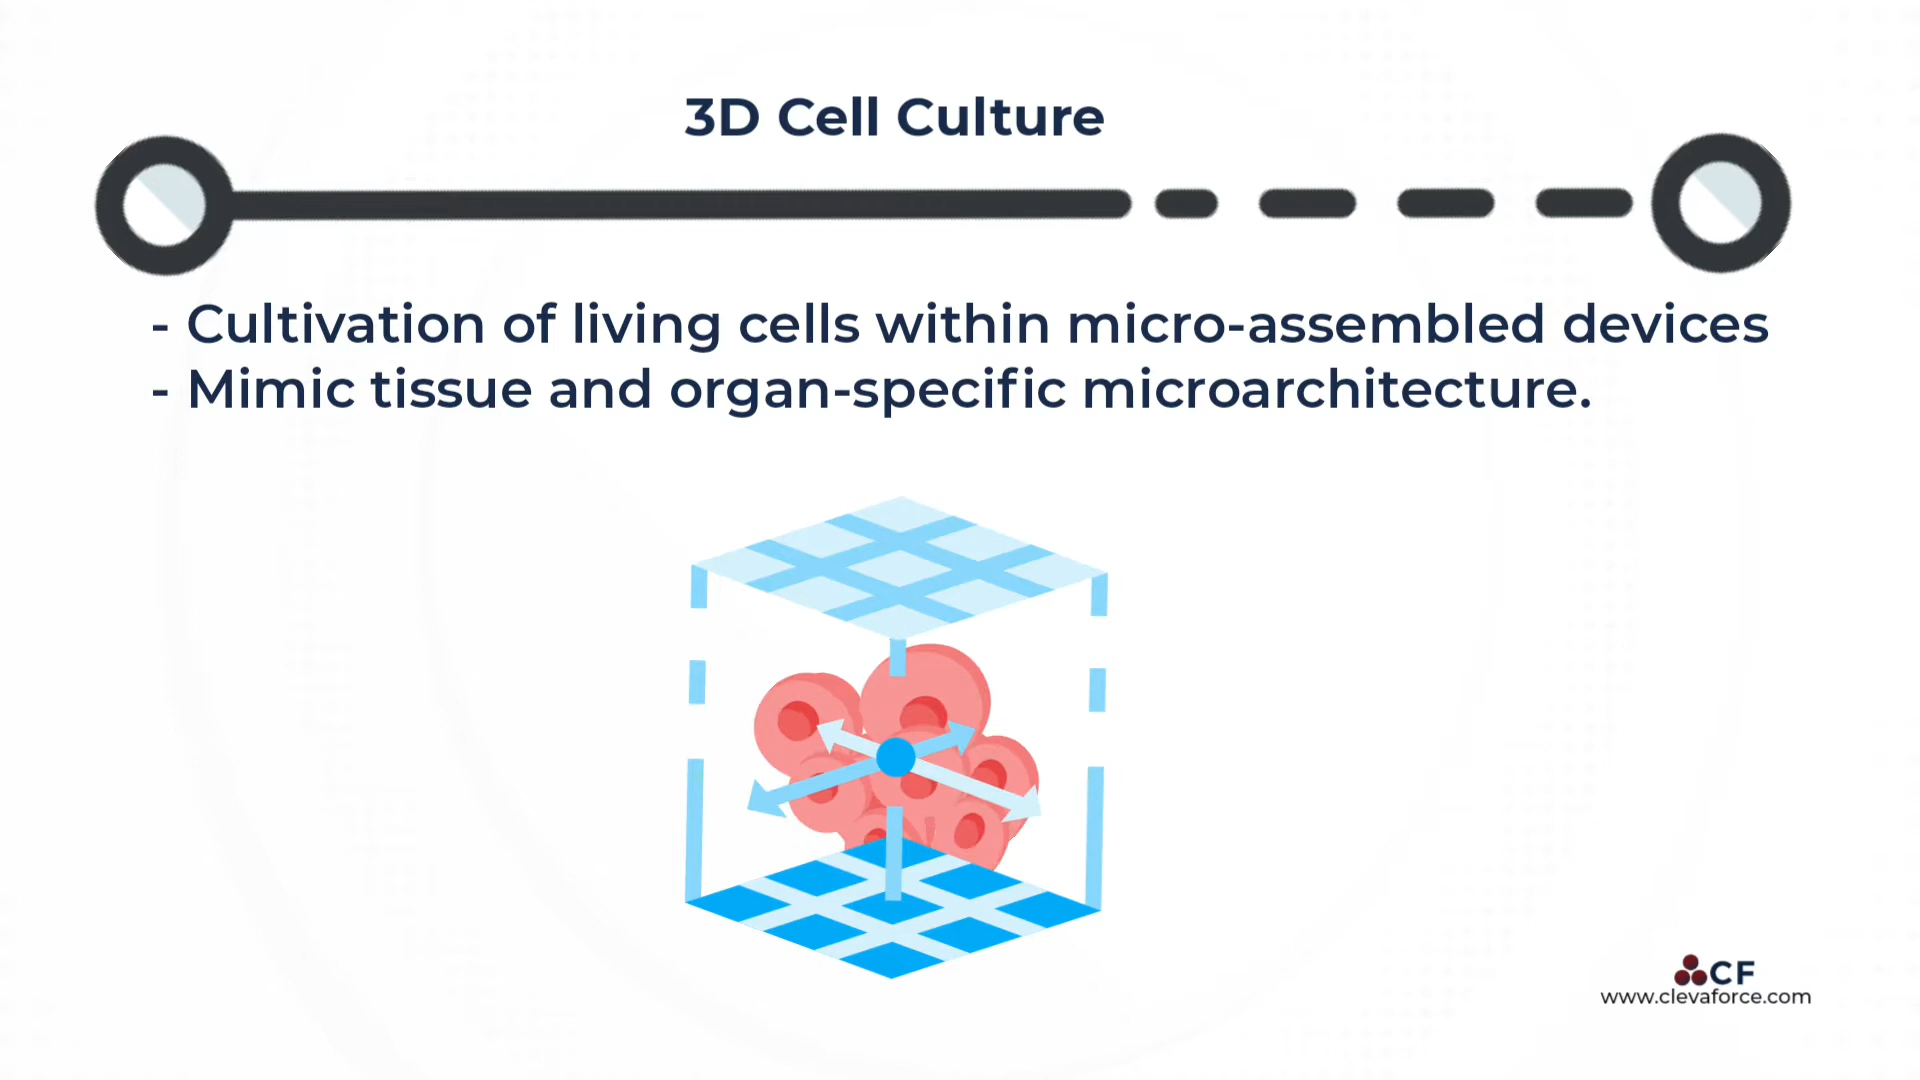 3D Cell Culture
- Cultivation of living cells within micro-assembled devices
- Mimic tissue and organ-specific microarchitecture.
CF
www.clevaforce.com